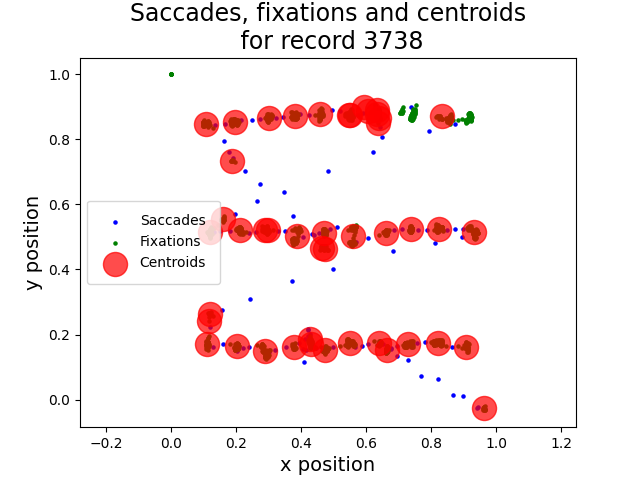 Saccades, fixations and centroids
for record 3738
1.0
0.8
0.6
0.4
0.2
0.0
y position
Saccades
Fixations
Centroids
−0.2
0.0
0.2
0.4
0.6
0.8
1.0
1.2
x position